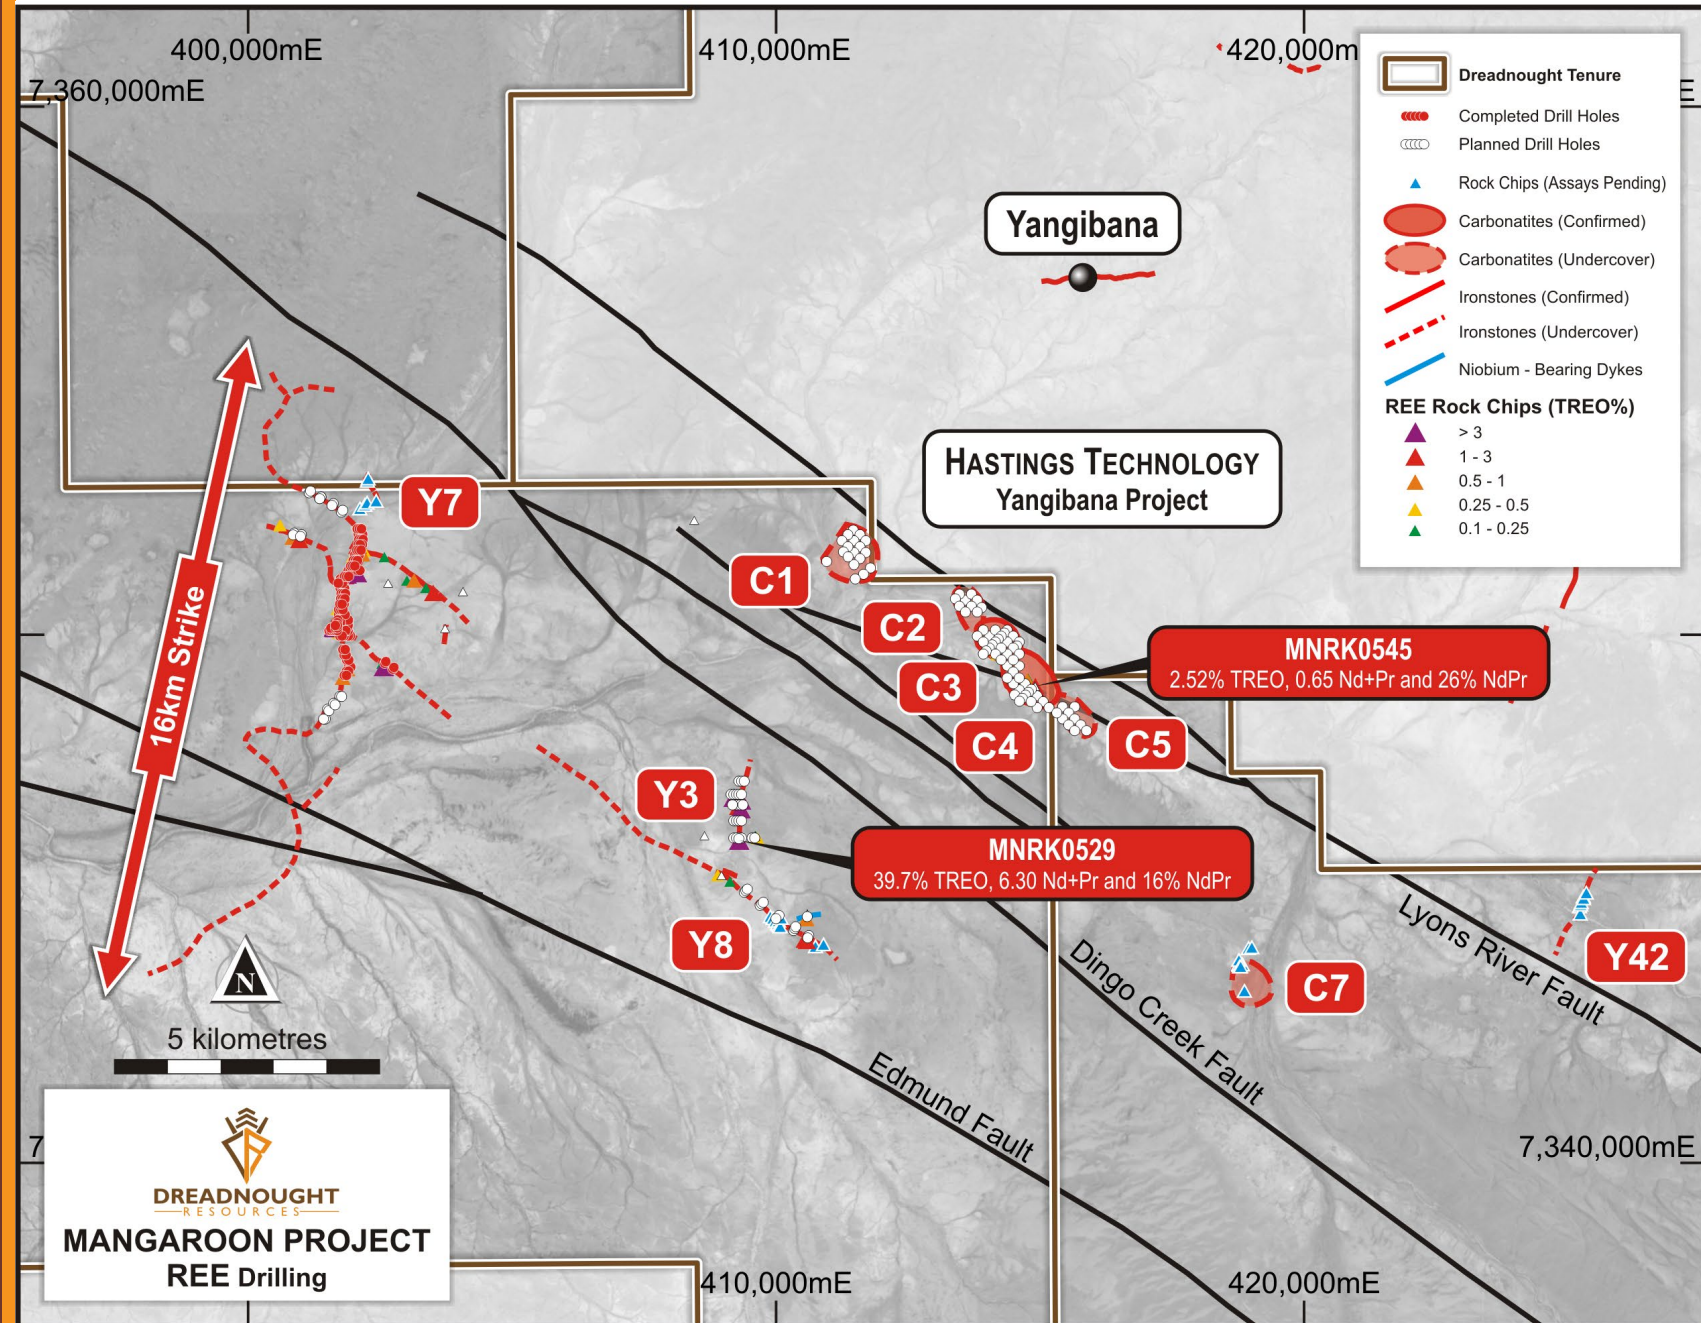 400,000mE
410,000mE
420,000m
7,360,000mE
E
Dreadnought Tenure
Completed Drill Holes
Planned Drill Holes
Rock Chips (Assays Pending)
Carbonatites (Confirmed)
Carbonatites (Undercover)
Ironstones (Confirmed)
Ironstones (Undercover)
Niobium - Bearing Dykes
REE Rock Chips (TREO%)
> 3
1 - 3
0.5 - 1
0.25 - 0.5
0.1 - 0.25
Yangibana
HASTINGS TECHNOLOGY
Yangibana Project
Y7
C1
C2
C3
C4
C5
16km Strike
MNRK0545
2.52% TREO, 0.65 Nd+Pr and 26% NdPr
Y3
MNRK0529
39.7% TREO, 6.30 Nd+Pr and 16% NdPr
Y8
Lyons River Fault
Y42
C7
Dingo Creek Fault
Edmund Fault
N
5 kilometres
7
7,340,000mE
DREADNOUGHT
RESOURCES
MANGAROON PROJECT
REE Drilling
410,000mE
420,000mE